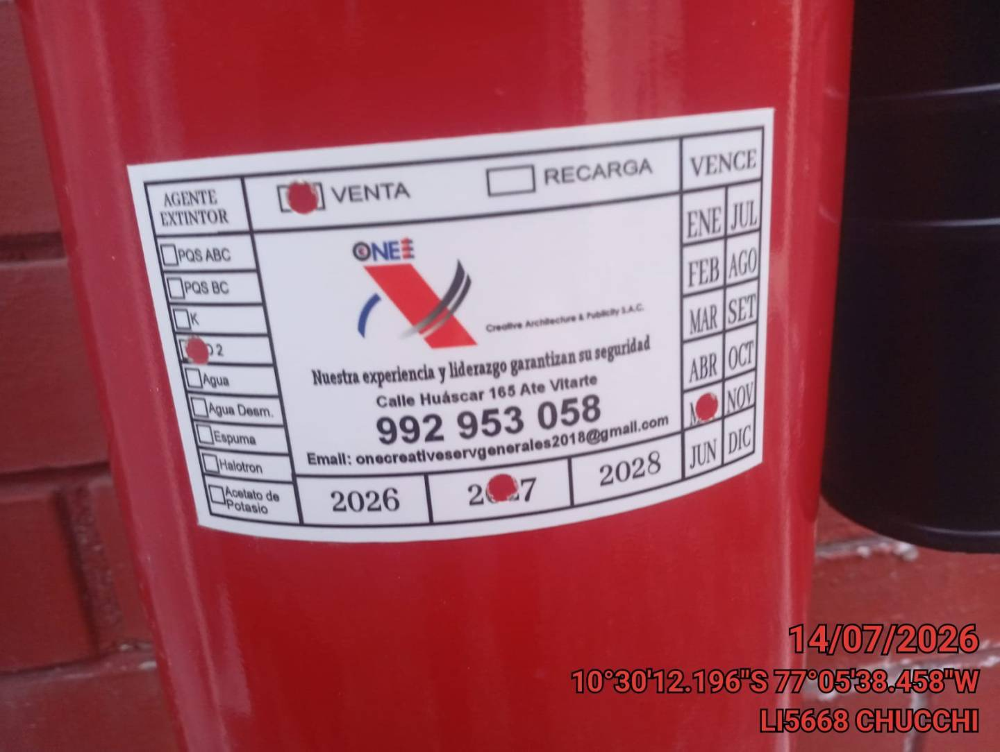 AGENTE
EXTINTOR
VENTA
RECARGA
VENCE
PQS ABC
PQS BC
K
2
Agua
Agua Desm.
Espuma
Halotron
Acetato de
Potasio
ONE
Creative Architecture & Publicity S.A.C.
Nuestra experiencia y liderazgo garantizan su seguridad
Calle Huáscar 165 Ate Vitarte
992 953 058
Email: onecreativeservgenerales2018@gmail.com
2026
2028
ENE JUL
FEB AGO
MAR SET
ABR OCT
NOV
JUN DIC
14/07/2026
10°30'12.196"S 77°05'38.458"W
LI5668 CHUCCHI